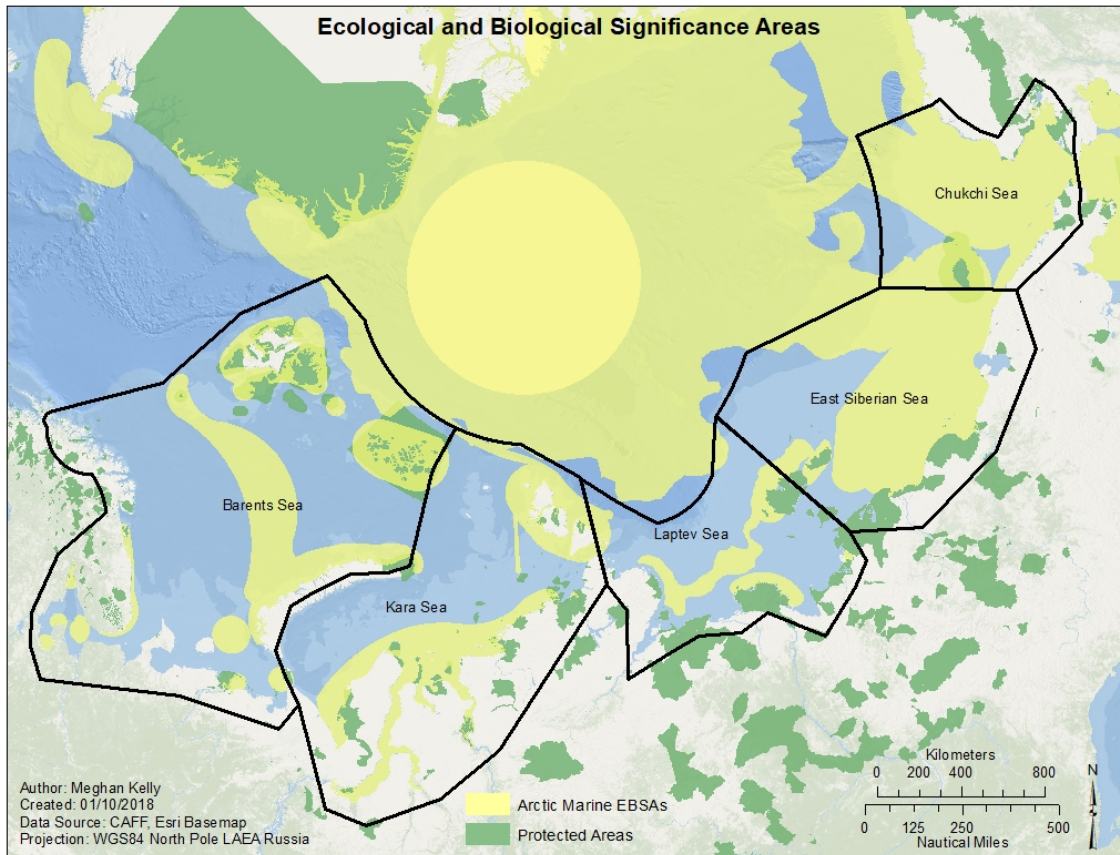 Ecological and Biological Significance Areas
Chukchi Sea
East Siberian Sea
Barents Sea
Laptev Sea
Kara Sea
Author: Meghan Kelly
Created: 01/10/2018
Data Source: CAFF, Esri Basemap
Projection: WGS84 North Pole LAEA Russia
Arctic Marine EBSAs
Protected Areas
Kilometers
0 200 400 800
0 125 250 500
Nautical Miles
N